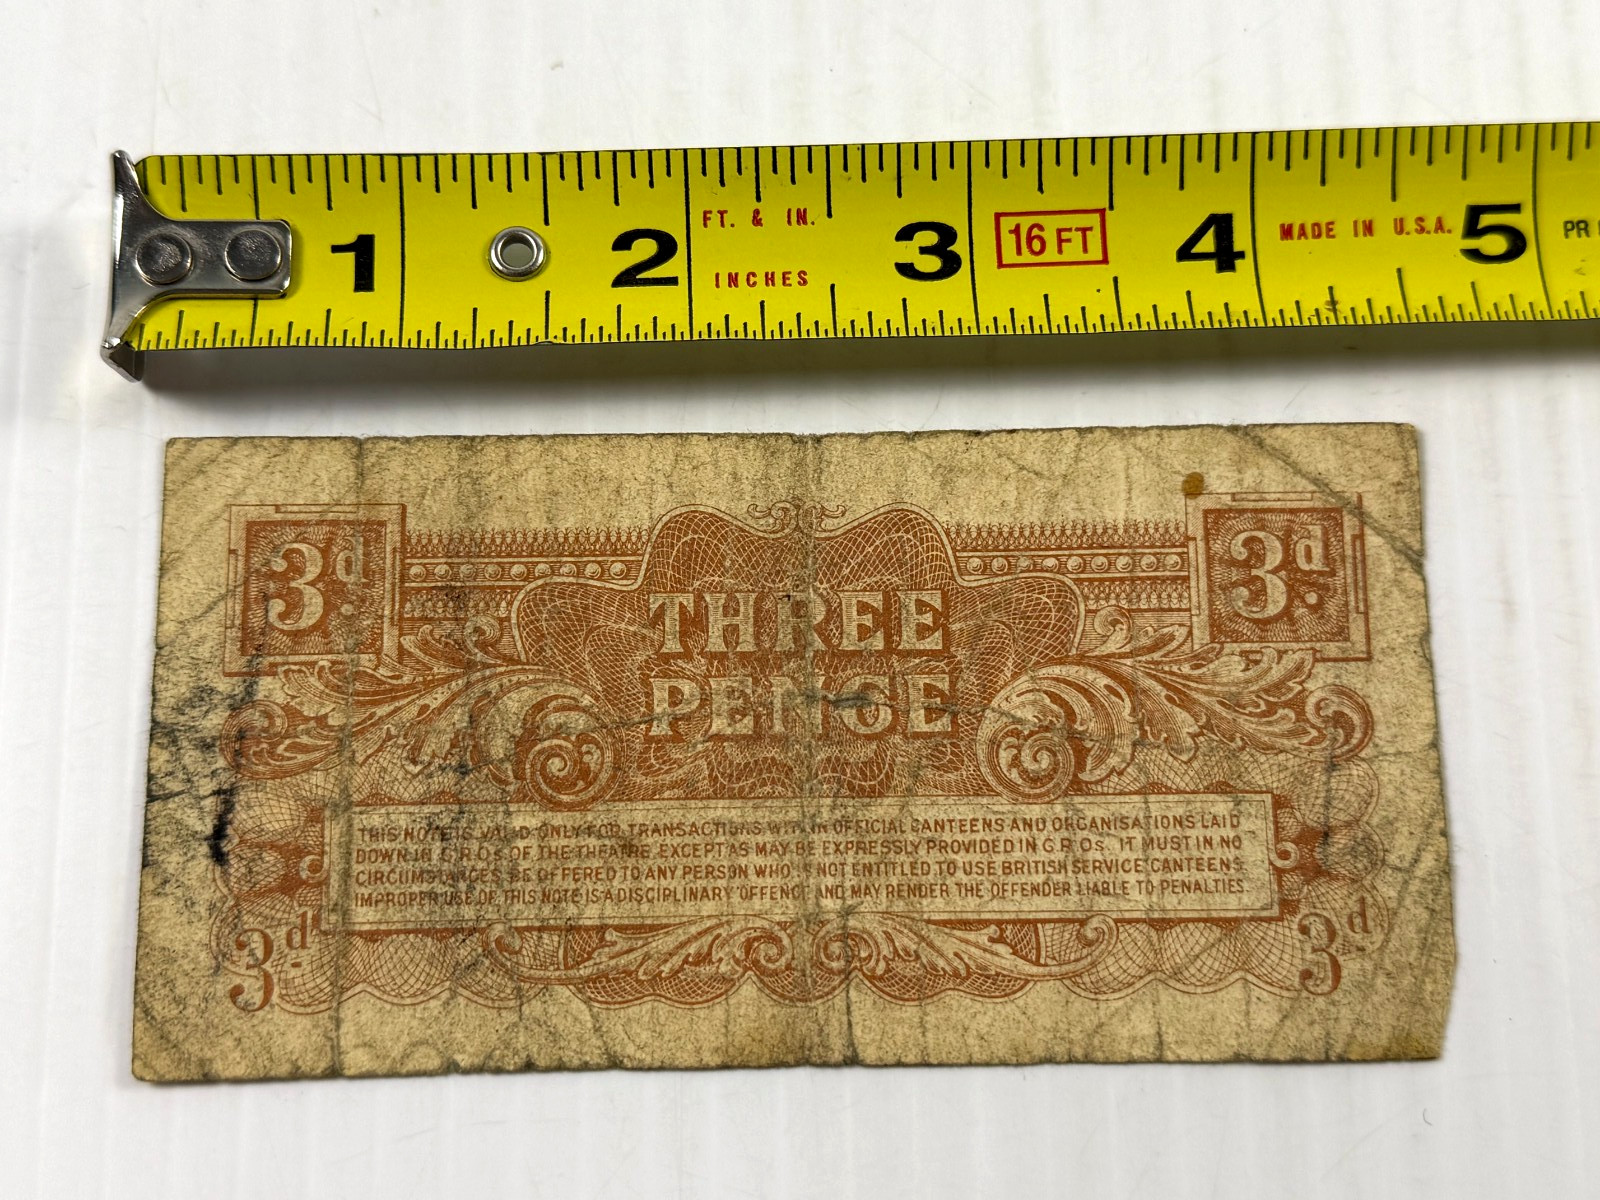 1 2 3 4 5
FT. & IN.
INCHES
16 FT
MADE IN U.S.A.
PR
3d.
3d.
THREE
PENCE
THIS NOTE IS VALID ONLY FOR TRANSACTIONS WITHIN OFFICIAL CANTEENS AND ORGANISATIONS LAID
DOWN IN G.R.Os OF THE THEATRE EXCEPT AS MAY BE EXPRESSLY PROVIDED IN G.R.Os. IT MUST IN NO
CIRCUMSTANCES BE OFFERED TO ANY PERSON WHO IS NOT ENTITLED TO USE BRITISH SERVICE CANTEENS.
IMPROPER USE OF THIS NOTE IS A DISCIPLINARY OFFENCE AND MAY RENDER THE OFFENDER LIABLE TO PENALTIES.
3d.
3d.